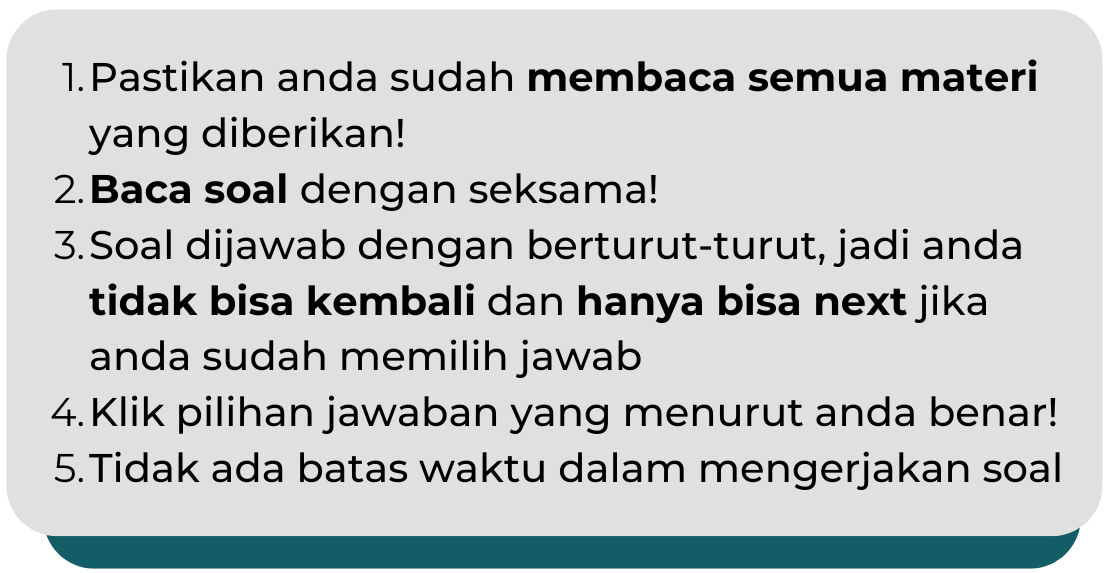 1. Pastikan anda sudah membaca semua materi
yang diberikan!
2. Baca soal dengan seksama!
3. Soal dijawab dengan berturut-turut, jadi anda
tidak bisa kembali dan hanya bisa next jika
anda sudah memilih jawab
4. Klik pilihan jawaban yang menurut anda benar!
5. Tidak ada batas waktu dalam mengerjakan soal